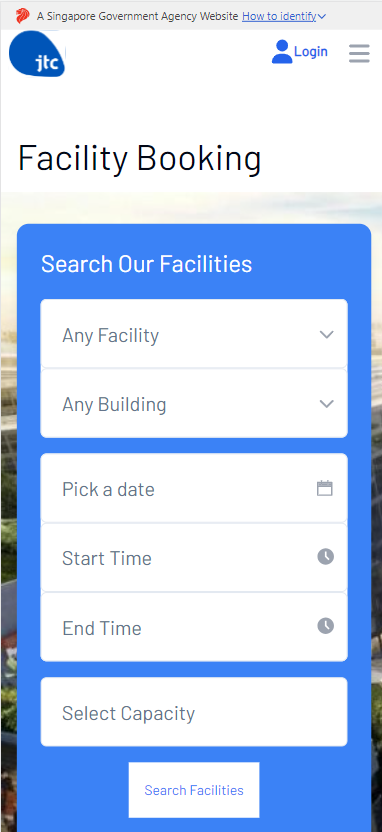 A Singapore Government Agency Website How to identify
jtc
Login
Facility Booking
Search Our Facilities
Any Facility
Any Building
Pick a date
Start Time
End Time
Select Capacity
Search Facilities